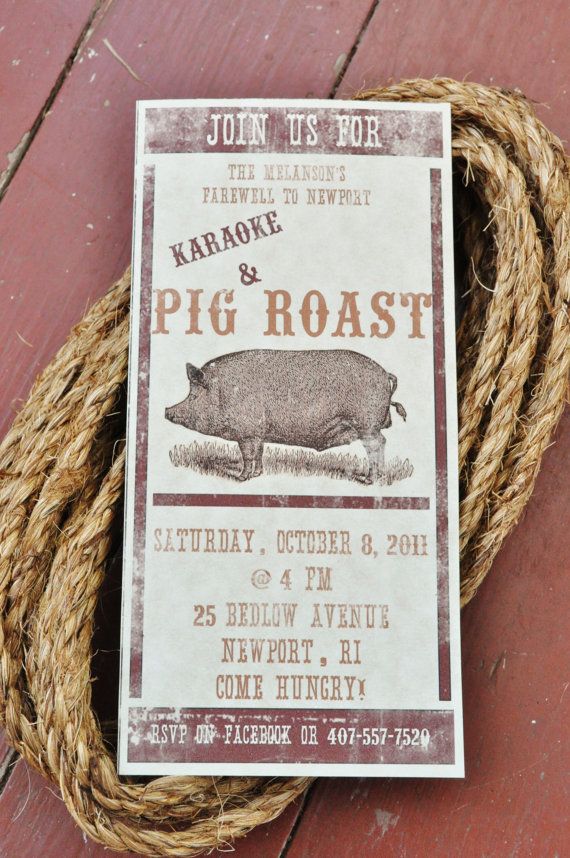 JOIN US FOR
THE MELANSON'S
FAREWELL TO NEWPORT
KARAOKE
&
PIG ROAST
SATURDAY, OCTOBER 8, 2011
@ 4 PM
25 BEDLOW AVENUE
NEWPORT, RI
COME HUNGRY!
RSVP ON FACEBOOK OR 407-557-7520